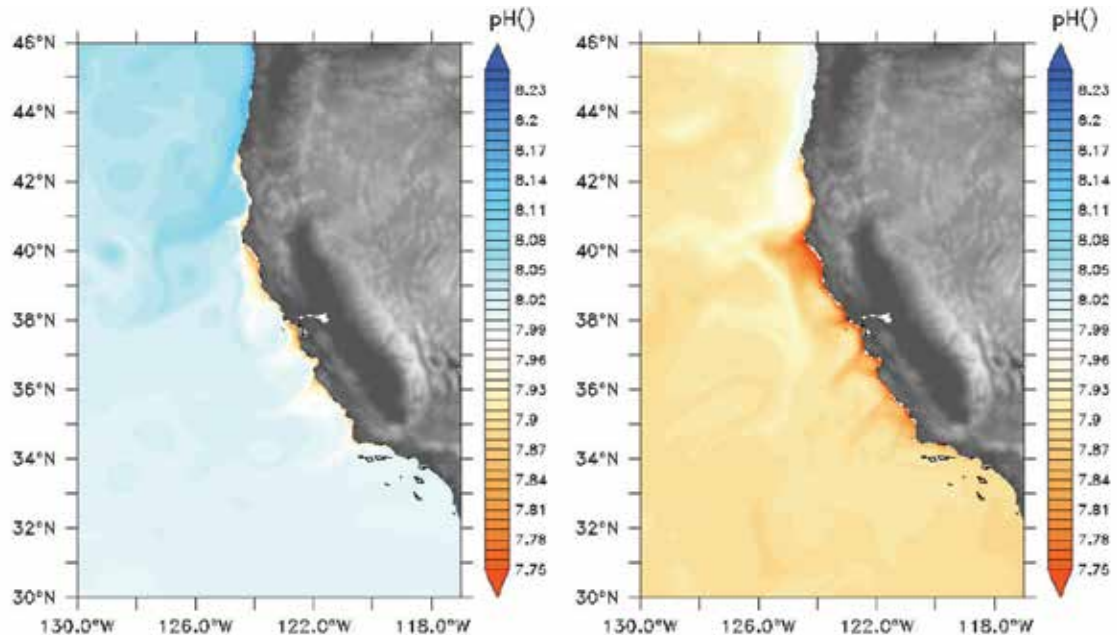 pH()
pH()
46°N
44°N
42°N
40°N
38°N
36°N
34°N
32°N
30°N
130.0°W
126.0°W
122.0°W
118.0°W
8.23
8.2
8.17
8.14
8.11
8.08
8.05
8.02
7.99
7.96
7.93
7.9
7.87
7.84
7.81
7.78
7.75
46°N
44°N
42°N
40°N
38°N
36°N
34°N
32°N
30°N
130.0°W
126.0°W
122.0°W
118.0°W
8.23
8.2
8.17
8.14
8.11
8.08
8.05
8.02
7.99
7.96
7.93
7.9
7.87
7.84
7.81
7.78
7.75